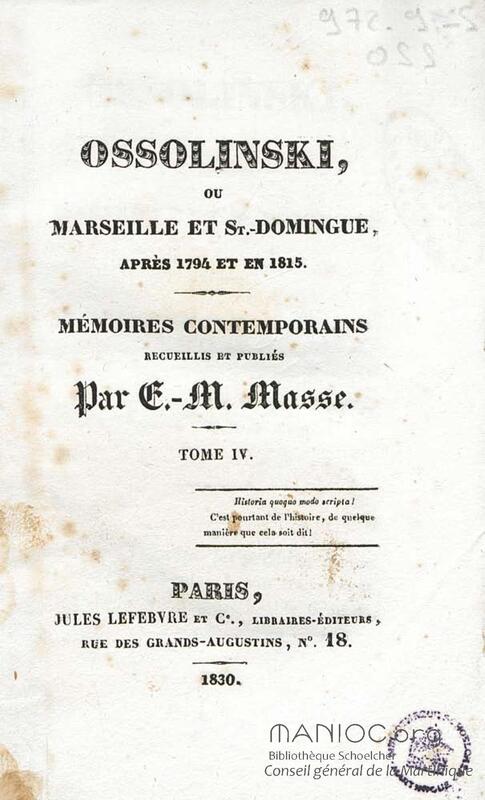 OSSOLINSKI,
OU
MARSEILLE ET ST.-DOMINGUE,
APRÈS 1794 ET EN 1815.
MÉMOIRES CONTEMPORAINS
RECUEILLIS ET PUBLIÉS
Par E.-M. Masse.
TOME IV.
Historia quoquo modo scripta!
C'est pourtant de l'histoire, de quelque
manière que cela soit dit!
PARIS,
JULES LEFEBVRE ET Ce., LIBRAIRES-ÉDITEURS,
RUE DES GRANDS-AUGUSTINS, No. 18.
1830.
MANIOC.org
Bibliothèque Schoelcher
Conseil général de la Martinique